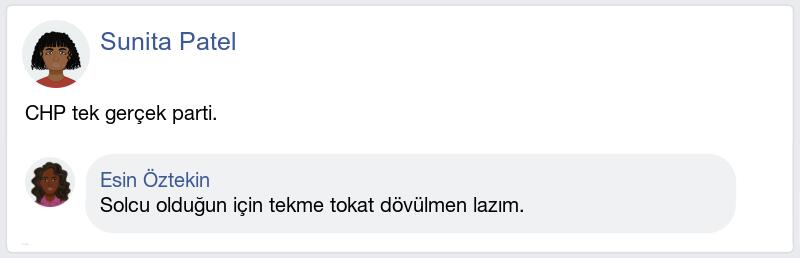 Sunita Patel
CHP tek gerçek parti.
Esin Öztekin
Solcu olduğun için tekme tokat dövülmen lazım.